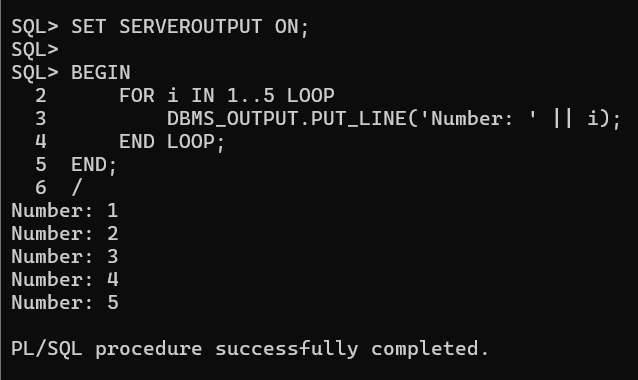 SQL> SET SERVEROUTPUT ON;
SQL>
SQL> BEGIN
  2      FOR i IN 1..5 LOOP
  3          DBMS_OUTPUT.PUT_LINE('Number: ' || i);
  4      END LOOP;
  5  END;
  6  /
Number: 1
Number: 2
Number: 3
Number: 4
Number: 5

PL/SQL procedure successfully completed.